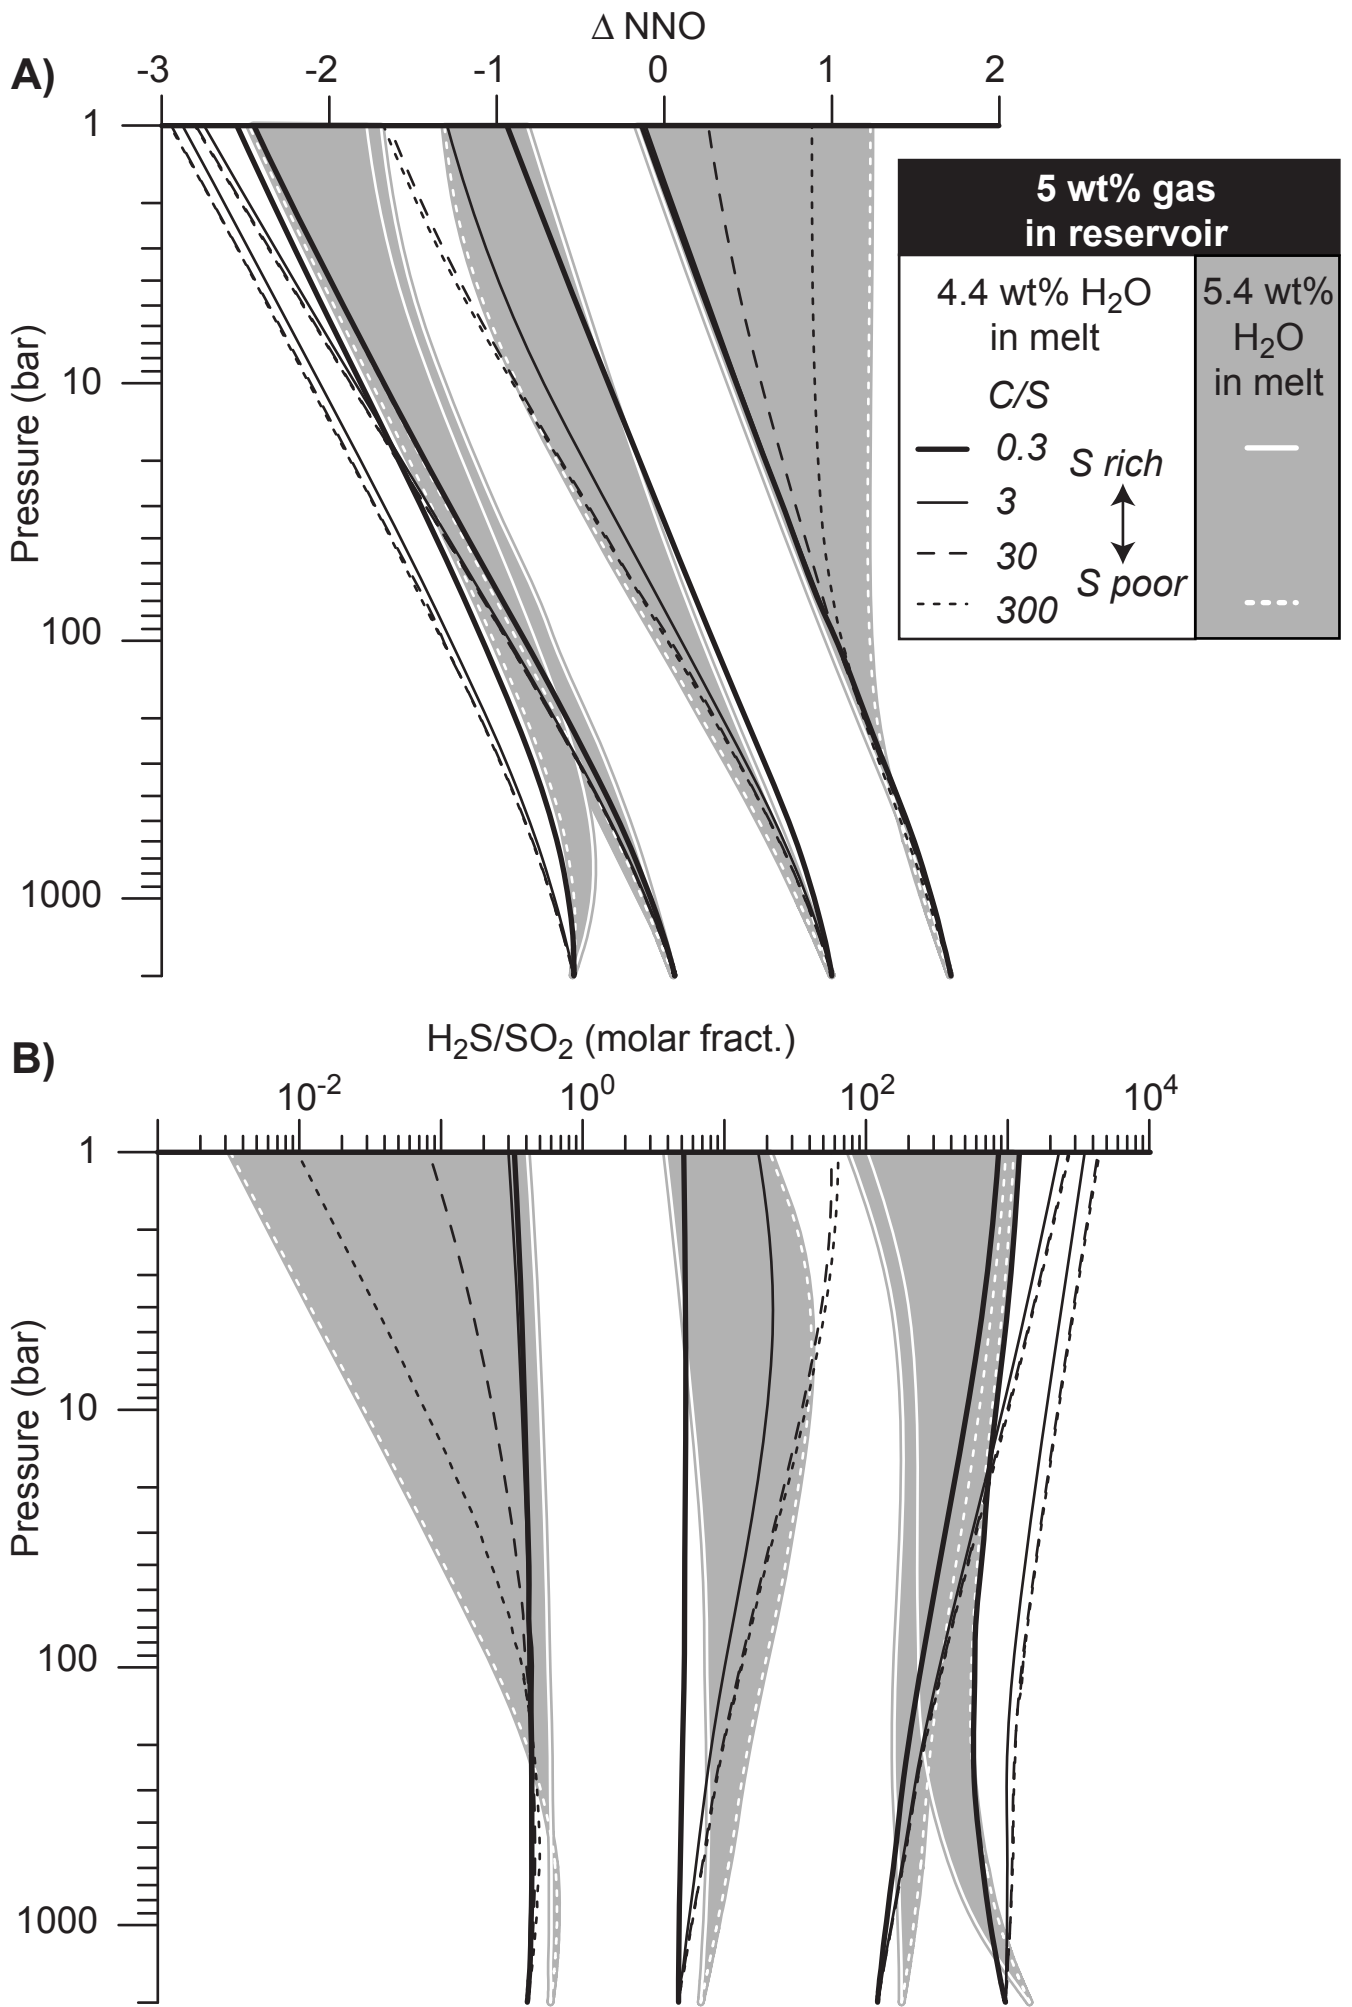 Δ NNO
A)
-3 -2 -1 0 1 2
1
10
100
1000
Pressure (bar)
5 wt% gas
in reservoir
4.4 wt% H₂O
in melt
C/S
0.3
3
30
300
S rich
S poor
5.4 wt%
H₂O
in melt
B)
H₂S/SO₂ (molar fract.)
10⁻² 10⁰ 10² 10⁴
1
10
100
1000
Pressure (bar)